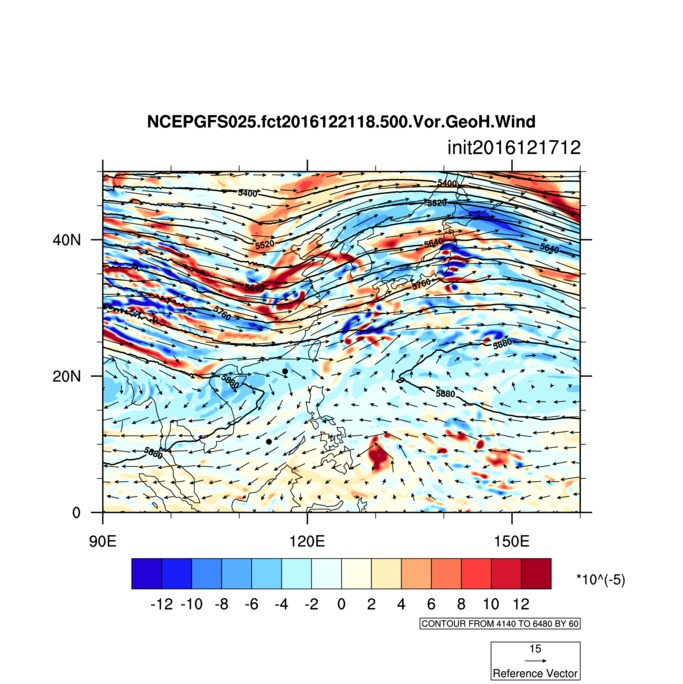 NCEPGFS025.fct2016122118.500.Vor.GeoH.Wind
init2016121712
5400
5400
5520
5520
40N
5640
5640
5640
5760
5760
5880
20N
5880
5880
5880
0
90E 120E 150E
-12 -10 -8 -6 -4 -2 0 2 4 6 8 10 12
*10^(-5)
CONTOUR FROM 4140 TO 6480 BY 60
15
Reference Vector